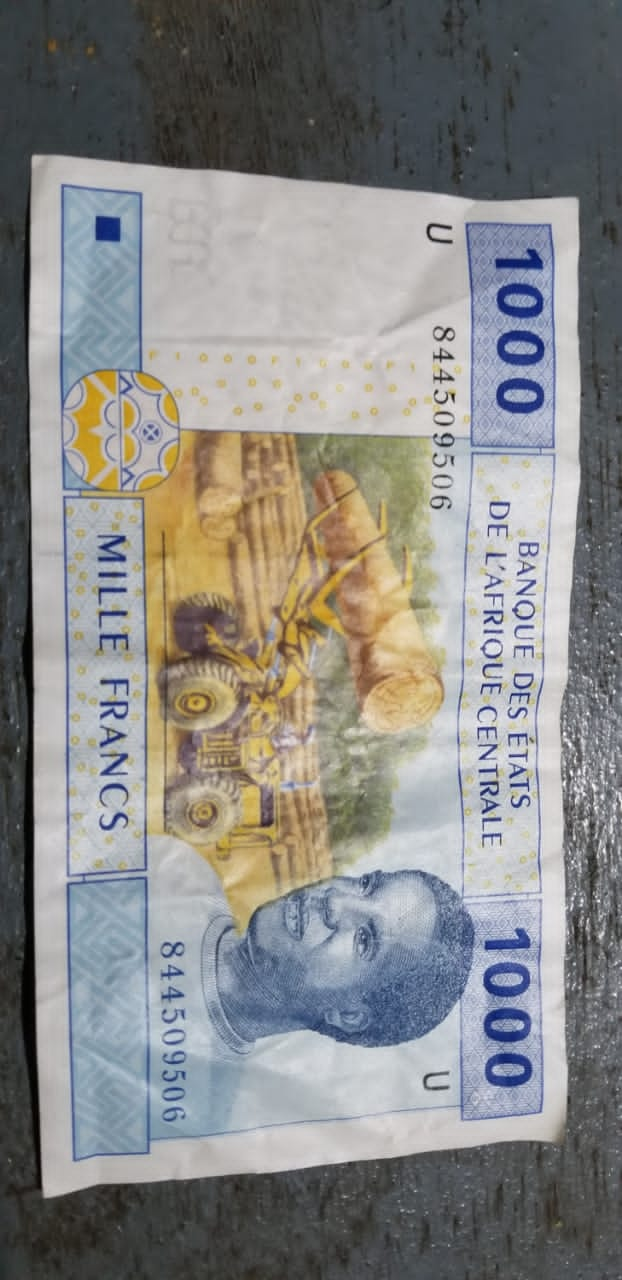 1000
BANQUE DES ÉTATS
DE L'AFRIQUE CENTRALE
1000
U
844509506
U
844509506
MILLE FRANCS